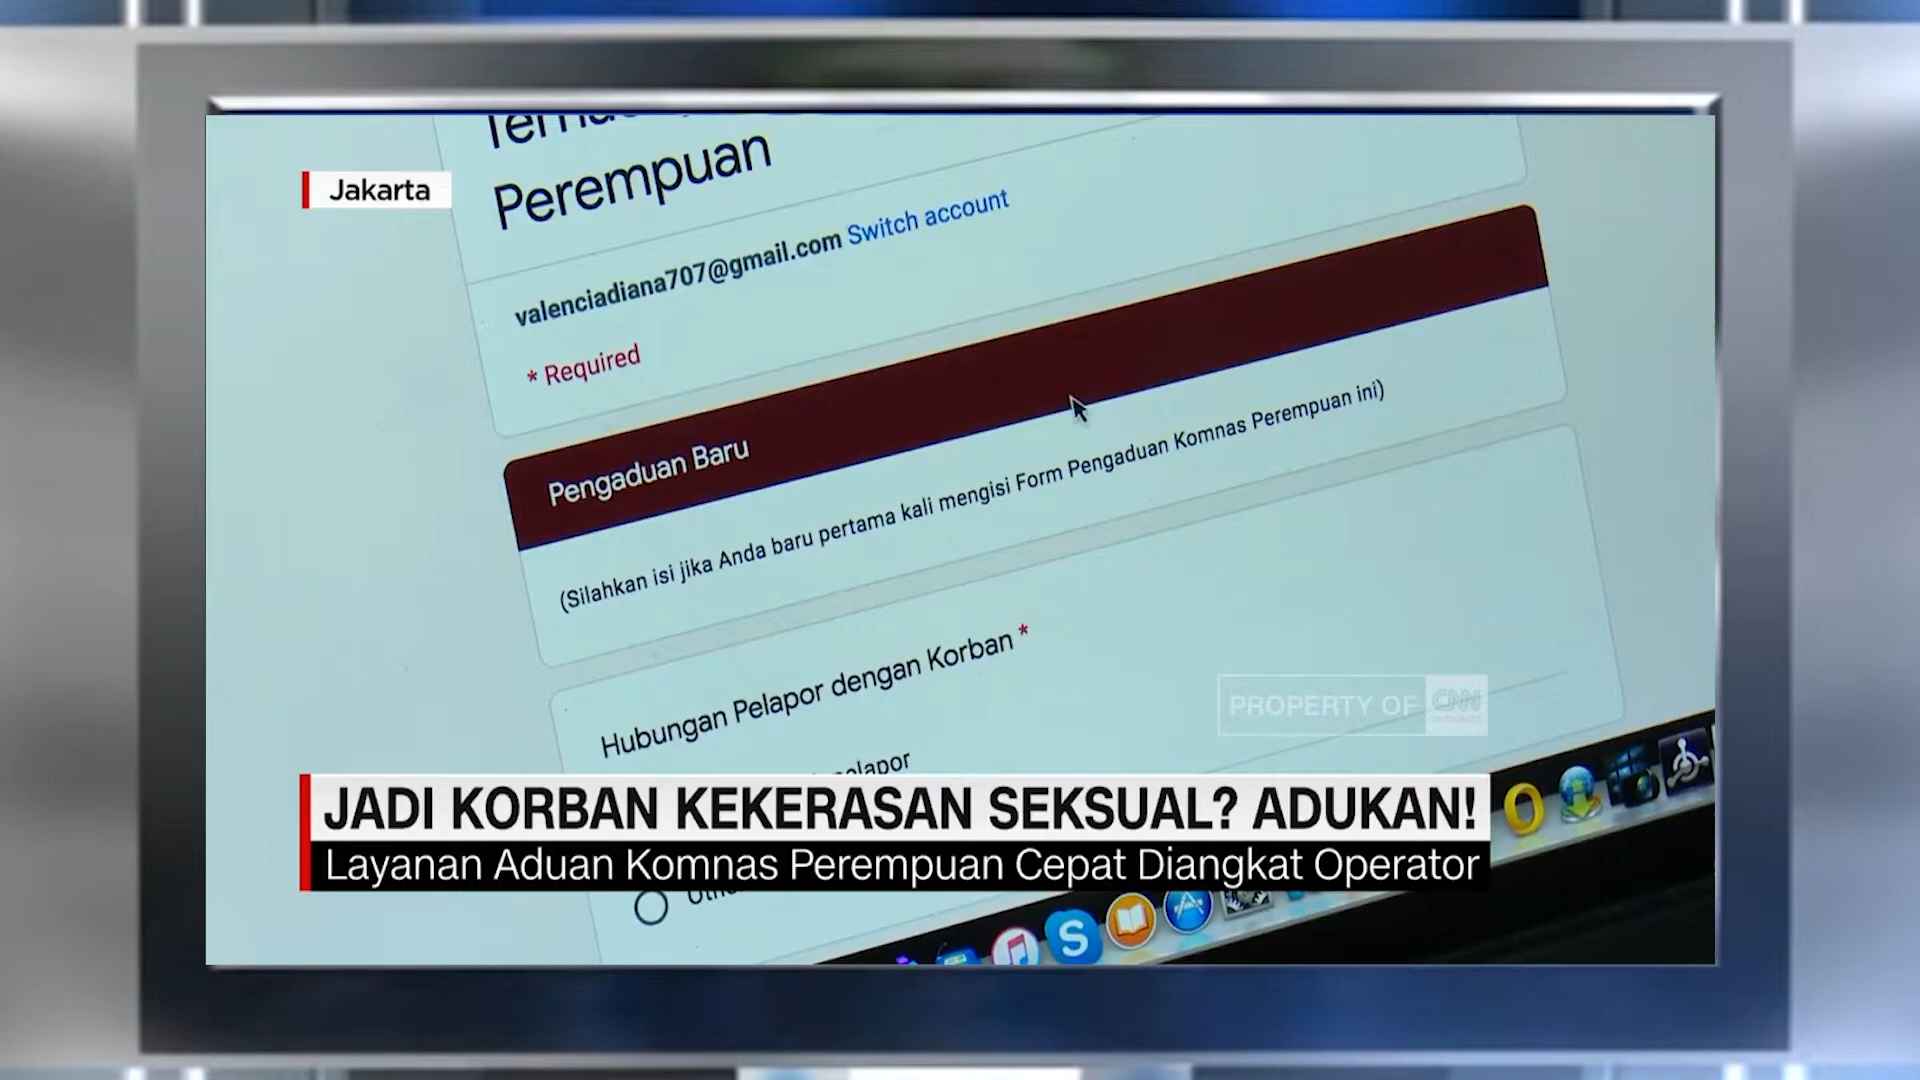 Perempuan
Jakarta
valenciadiana707@gmail.com Switch account
* Required
Pengaduan Baru
(Silahkan isi jika Anda baru pertama kali mengisi Form Pengaduan Komnas Perempuan ini)
Hubungan Pelapor dengan Korban *
PROPERTY OF CNN
JADI KORBAN KEKERASAN SEKSUAL? ADUKAN!
Layanan Aduan Komnas Perempuan Cepat Diangkat Operator